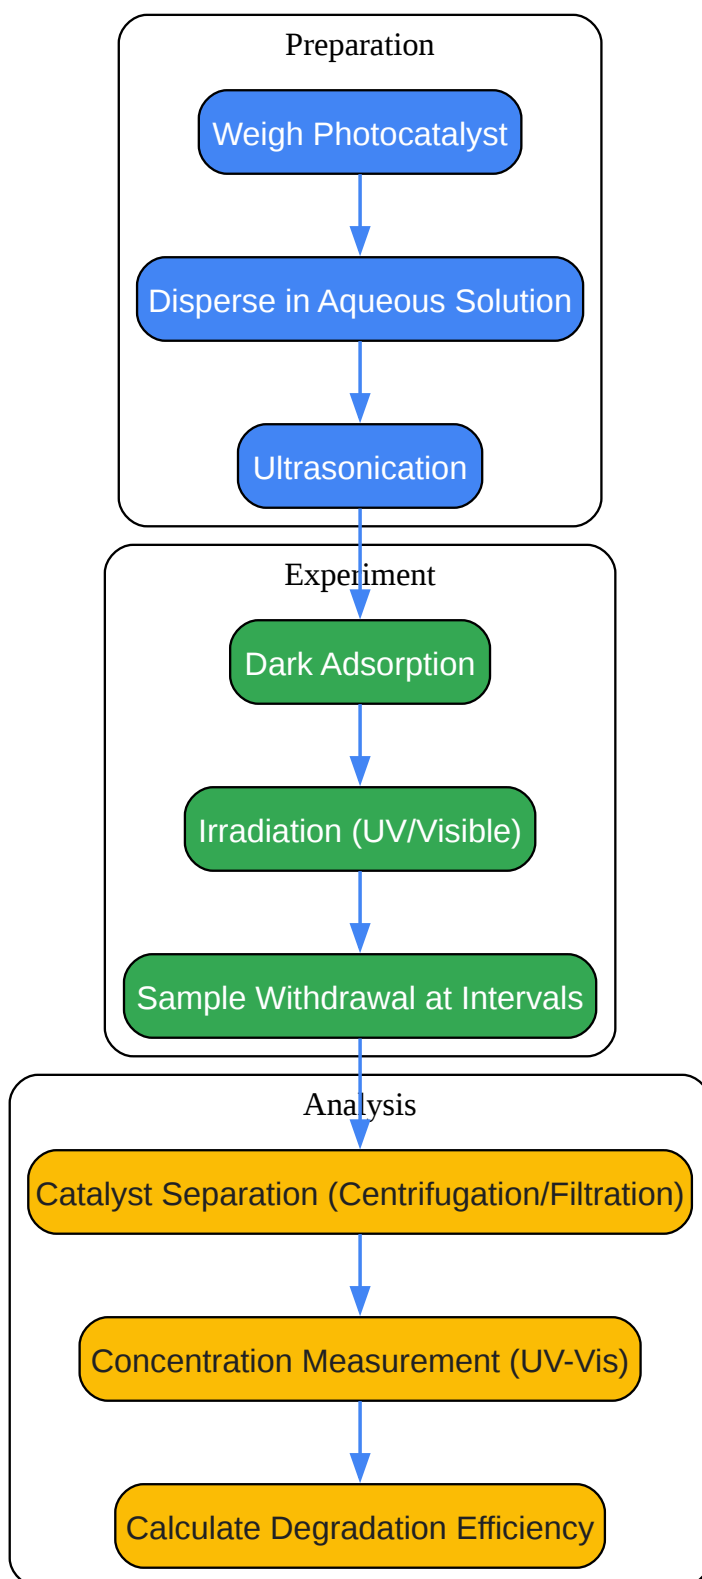 Preparation
Weigh Photocatalyst
Disperse in Aqueous Solution
Ultrasonication
Experiment
Dark Adsorption
Irradiation (UV/Visible)
Sample Withdrawal at Intervals
Analysis
Catalyst Separation (Centrifugation/Filtration)
Concentration Measurement (UV-Vis)
Calculate Degradation Efficiency